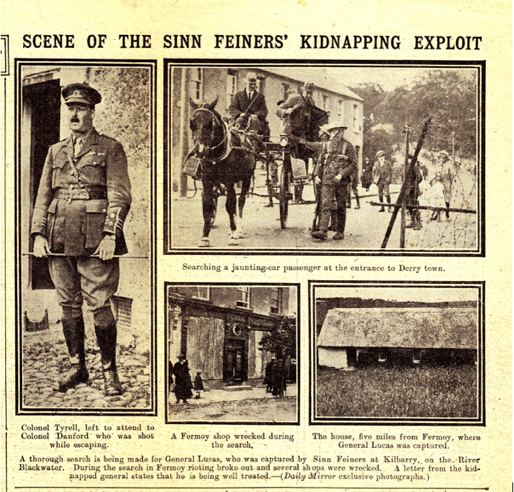 SCENE OF THE SINN FEINERS' KIDNAPPING EXPLOIT
Searching a jaunting-car passenger at the entrance to Derry town.
Colonel Tyrell, left to attend to
Colonel Danford who was shot
while escaping.
A Fermoy shop wrecked during
the search.
The house, five miles from Fermoy, where
General Lucas was captured.
A thorough search is being made for General Lucas, who was captured by Sinn Feiners at Kilbarry, on the River
Blackwater. During the search in Fermoy rioting broke out and several shops were wrecked. A letter from the kid-
napped general states that he is being well treated.—(Daily Mirror exclusive photographs.)